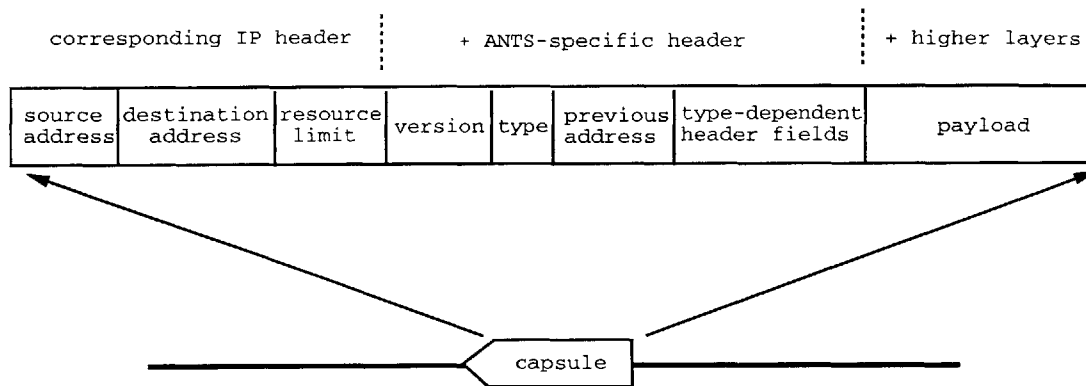 corresponding IP header + ANTS-specific header + higher layers
source address
destination address
resource limit
version
type
previous address
type-dependent header fields
payload
capsule